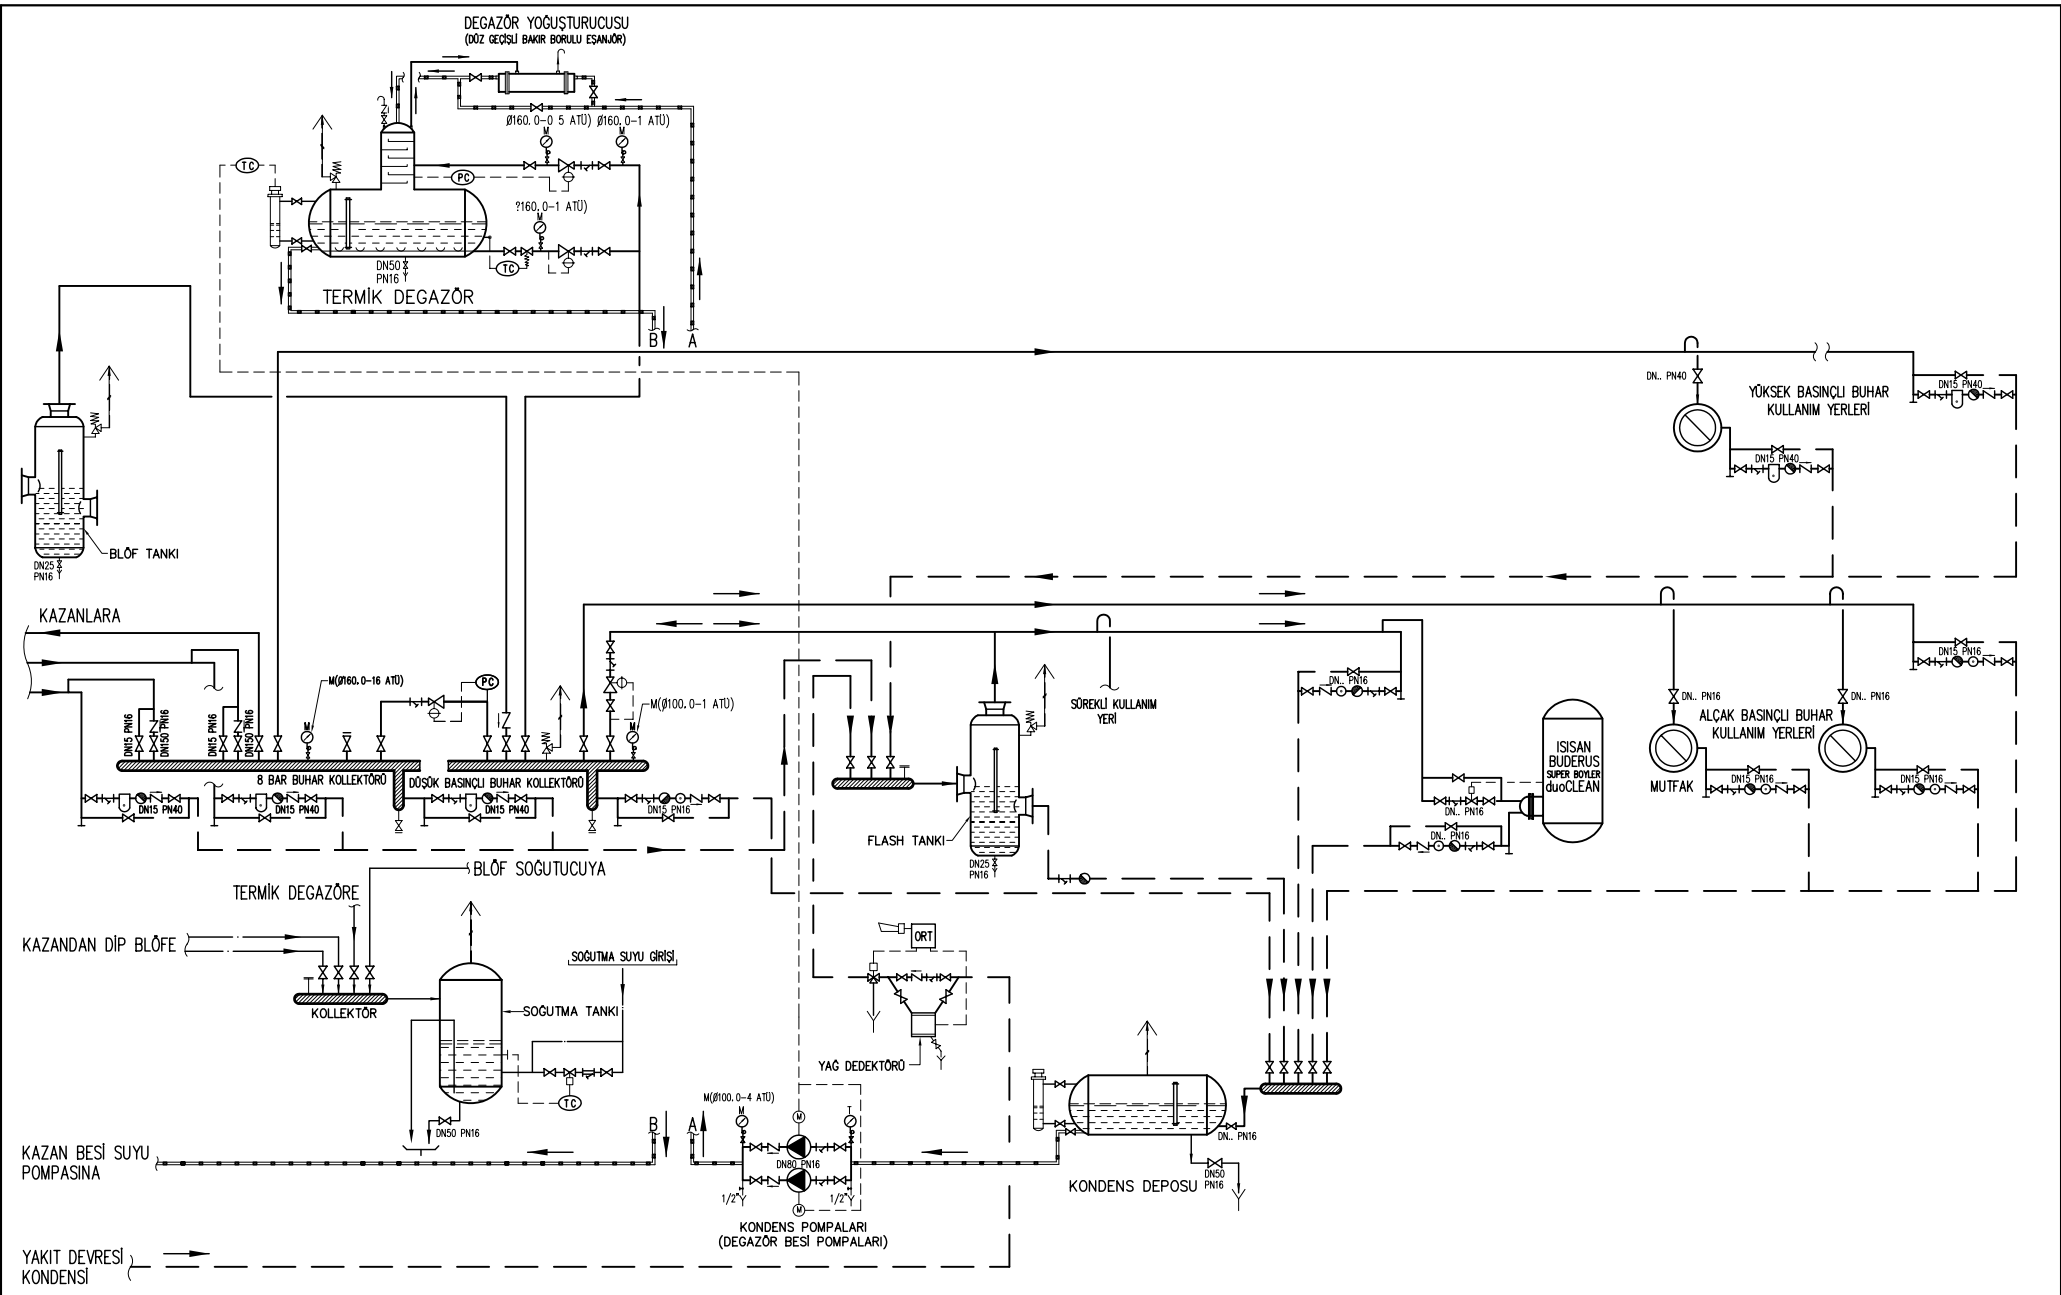 DEGAZÖR YOĞUŞTURUCUSU
(DÜZ GEÇİŞLİ BAKIR BORULU EŞANJÖR)
Ø160.0-0 5 ATÜ)
Ø160.0-1 ATÜ)
M
M
TC
PC
?160.0-1 ATÜ)
M
TC
DN50
PN16
TERMİK DEGAZÖR
B
A
DN.. PN40
YÜKSEK BASINÇLI BUHAR
KULLANIM YERLERİ
DN15 PN40
DN15 PN40
BLÖF TANKI
DN25
PN16
KAZANLARA
DN15 PN16
DN150 PN16
DN15 PN16
DN150 PN16
M(Ø160.0-16 ATÜ)
M
PC
M(Ø100.0-1 ATÜ)
M
8 BAR BUHAR KOLLEKTÖRÜ
DÜŞÜK BASINÇLI BUHAR KOLLEKTÖRÜ
DN15 PN40
DN15 PN40
DN15 PN40
DN15 PN16
SÜREKLİ KULLANIM
YERİ
FLASH TANKI
DN25
PN16
DN.. PN16
DN.. PN16
DN.. PN16
ISISAN
BUDERUS
SUPER BOYLER
duoCLEAN
DN.. PN16
DN.. PN16
ALÇAK BASINÇLI BUHAR
KULLANIM YERLERİ
MUTFAK
DN15 PN16
DN15 PN16
DN15 PN16
BLÖF SOĞUTUCUYA
TERMİK DEGAZÖRE
KAZANDAN DİP BLÖFE
KOLLEKTÖR
SOĞUTMA SUYU GİRİŞİ
SOĞUTMA TANKI
TC
DN50 PN16
ORT
YAĞ DEDEKTÖRÜ
M(Ø100.0-4 ATÜ)
M
T
M
DN80 PN16
M
1/2"
1/2"
KONDENS POMPALARI
(DEGAZÖR BESİ POMPALARI)
B
A
DN.. PN16
KONDENS DEPOSU
DN50
PN16
KAZAN BESİ SUYU
POMPASINA
YAKIT DEVRESİ
KONDENSİ